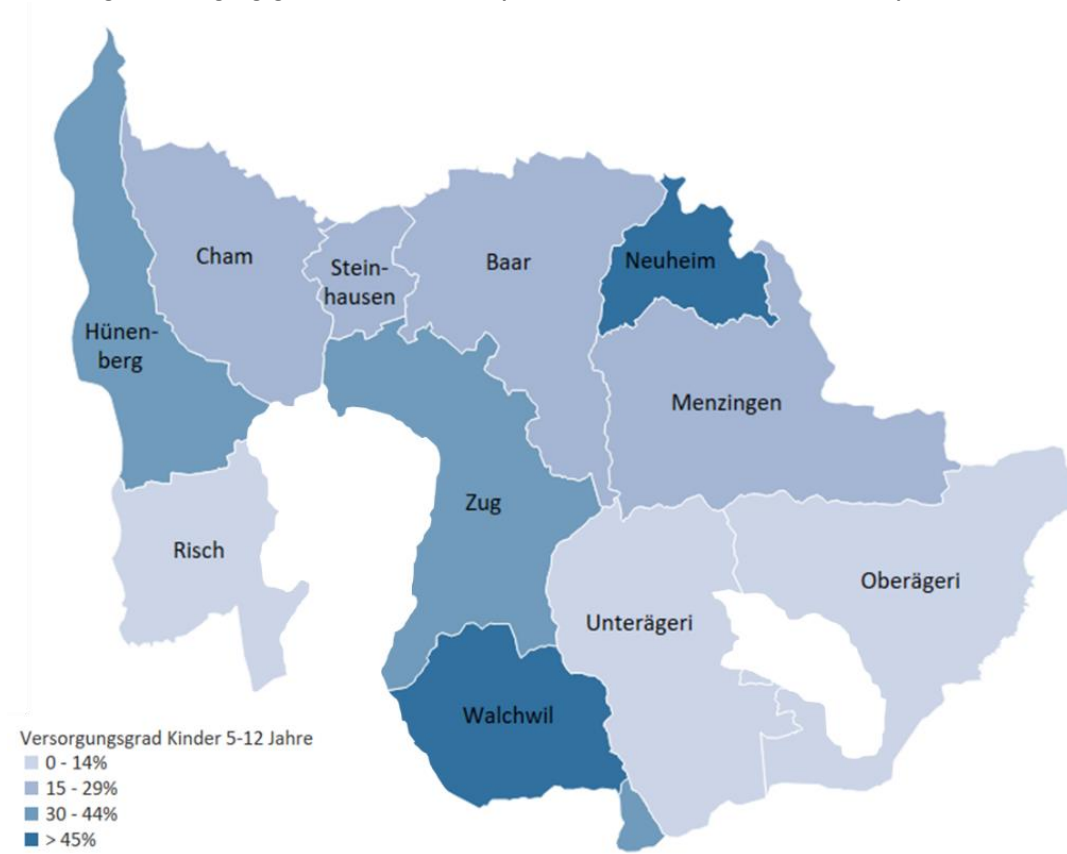 Cham
Stein-
hausen
Baar
Neuheim
Hünen-
berg
Menzingen
Zug
Risch
Oberägeri
Unterägeri
Walchwil
Versorgungsgrad Kinder 5-12 Jahre
0 - 14%
15 - 29%
30 - 44%
> 45%